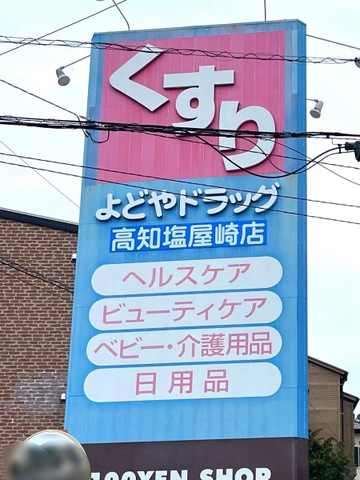 くすり
よどやドラッグ
高知塩屋崎店
ヘルスケア
ビューティケア
ベビー・介護用品
日用品
100YEN SHOP